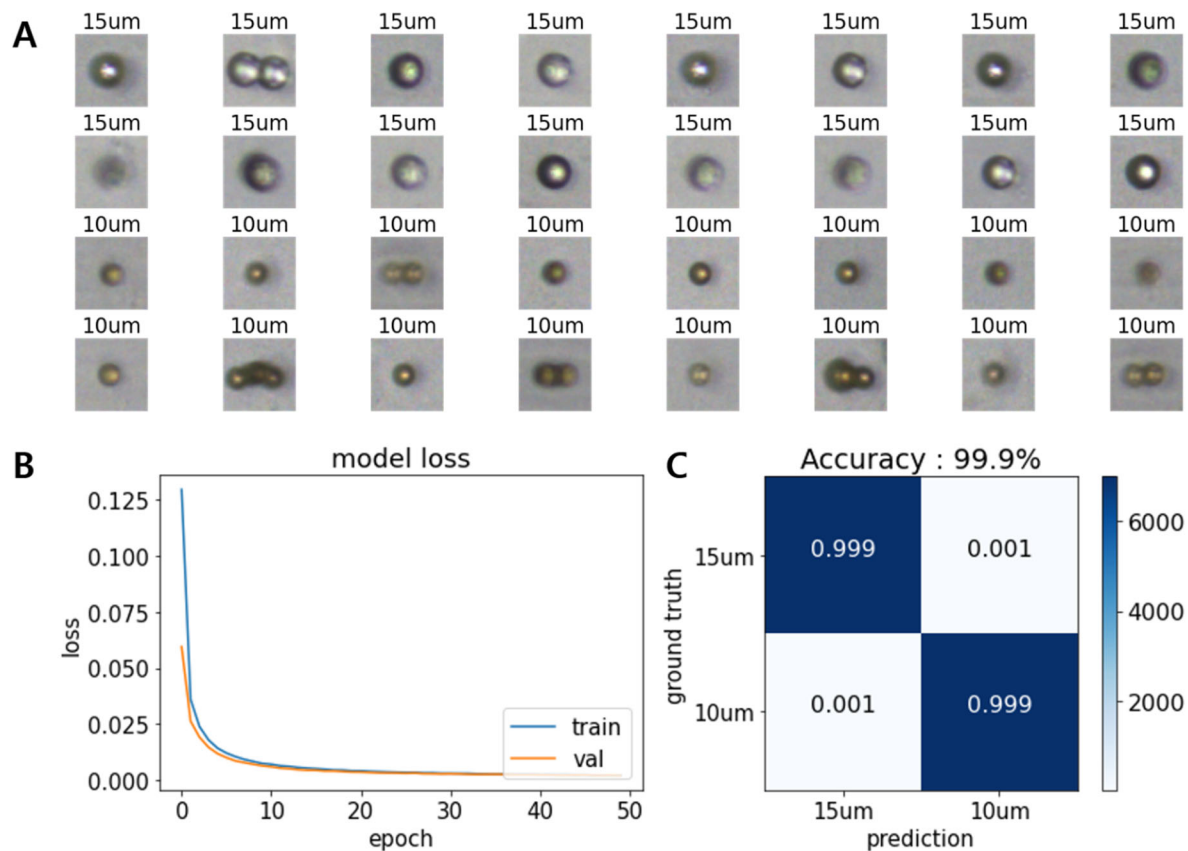 A
15um 15um 15um 15um 15um 15um 15um 15um
15um 15um 15um 15um 15um 15um 15um 15um
10um 10um 10um 10um 10um 10um 10um 10um
10um 10um 10um 10um 10um 10um 10um 10um
B
model loss
0.125
0.100
0.075
0.050
0.025
0.000
loss
train
val
0 10 20 30 40 50
epoch
C
Accuracy : 99.9%
15um
0.999 0.001
10um
0.001 0.999
ground truth
15um 10um
prediction
6000
4000
2000